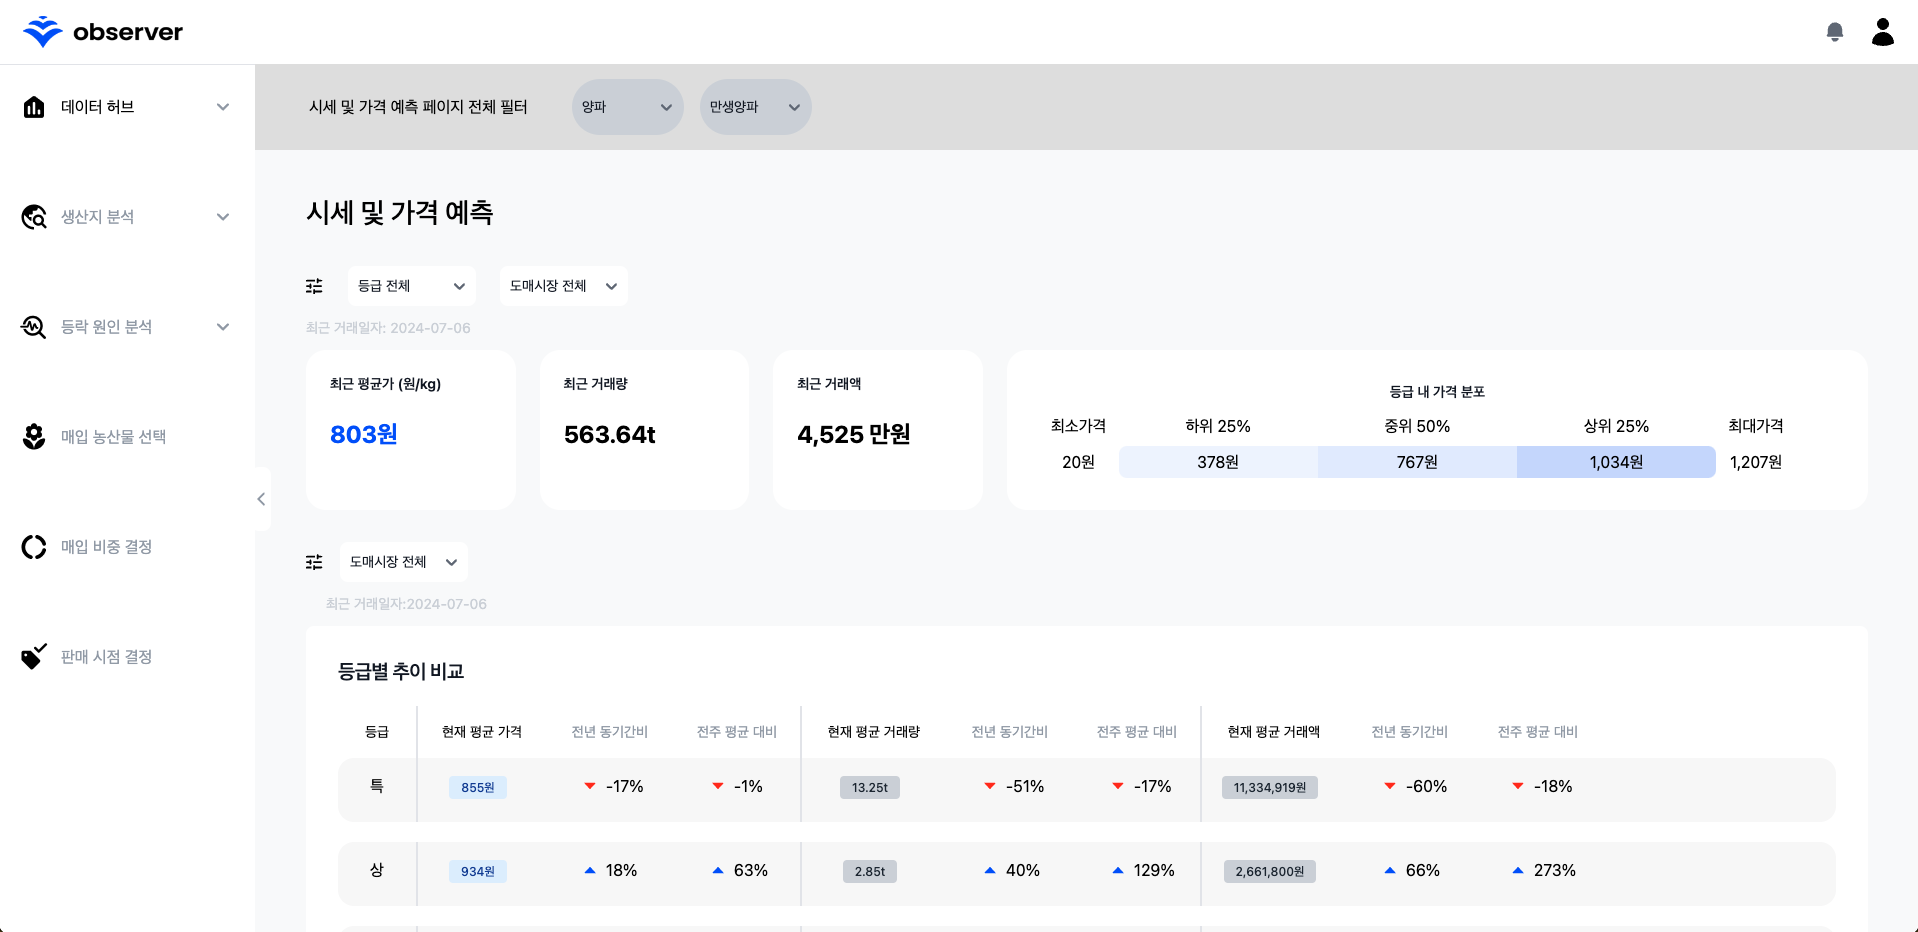 observer
데이터 허브
생산지 분석
등락 원인 분석
매입 농산물 선택
매입 비중 결정
판매 시점 결정
시세 및 가격 예측 페이지 전체 필터
양파
만생양파
시세 및 가격 예측
등급 전체
도매시장 전체
최근 거래일자: 2024-07-06
최근 평균가 (원/kg)
803원
최근 거래량
563.64t
최근 거래액
4,525 만원
등급 내 가격 분포
최소가격 하위 25% 중위 50% 상위 25% 최대가격
20원 378원 767원 1,034원 1,207원
도매시장 전체
최근 거래일자:2024-07-06
등급별 추이 비교
등급 현재 평균 가격 전년 동기간비 전주 평균 대비 현재 평균 거래량 전년 동기간비 전주 평균 대비 현재 평균 거래액 전년 동기간비 전주 평균 대비
특 855원 -17% -1% 13.25t -51% -17% 11,334,919원 -60% -18%
상 934원 18% 63% 2.85t 40% 129% 2,661,800원 66% 273%